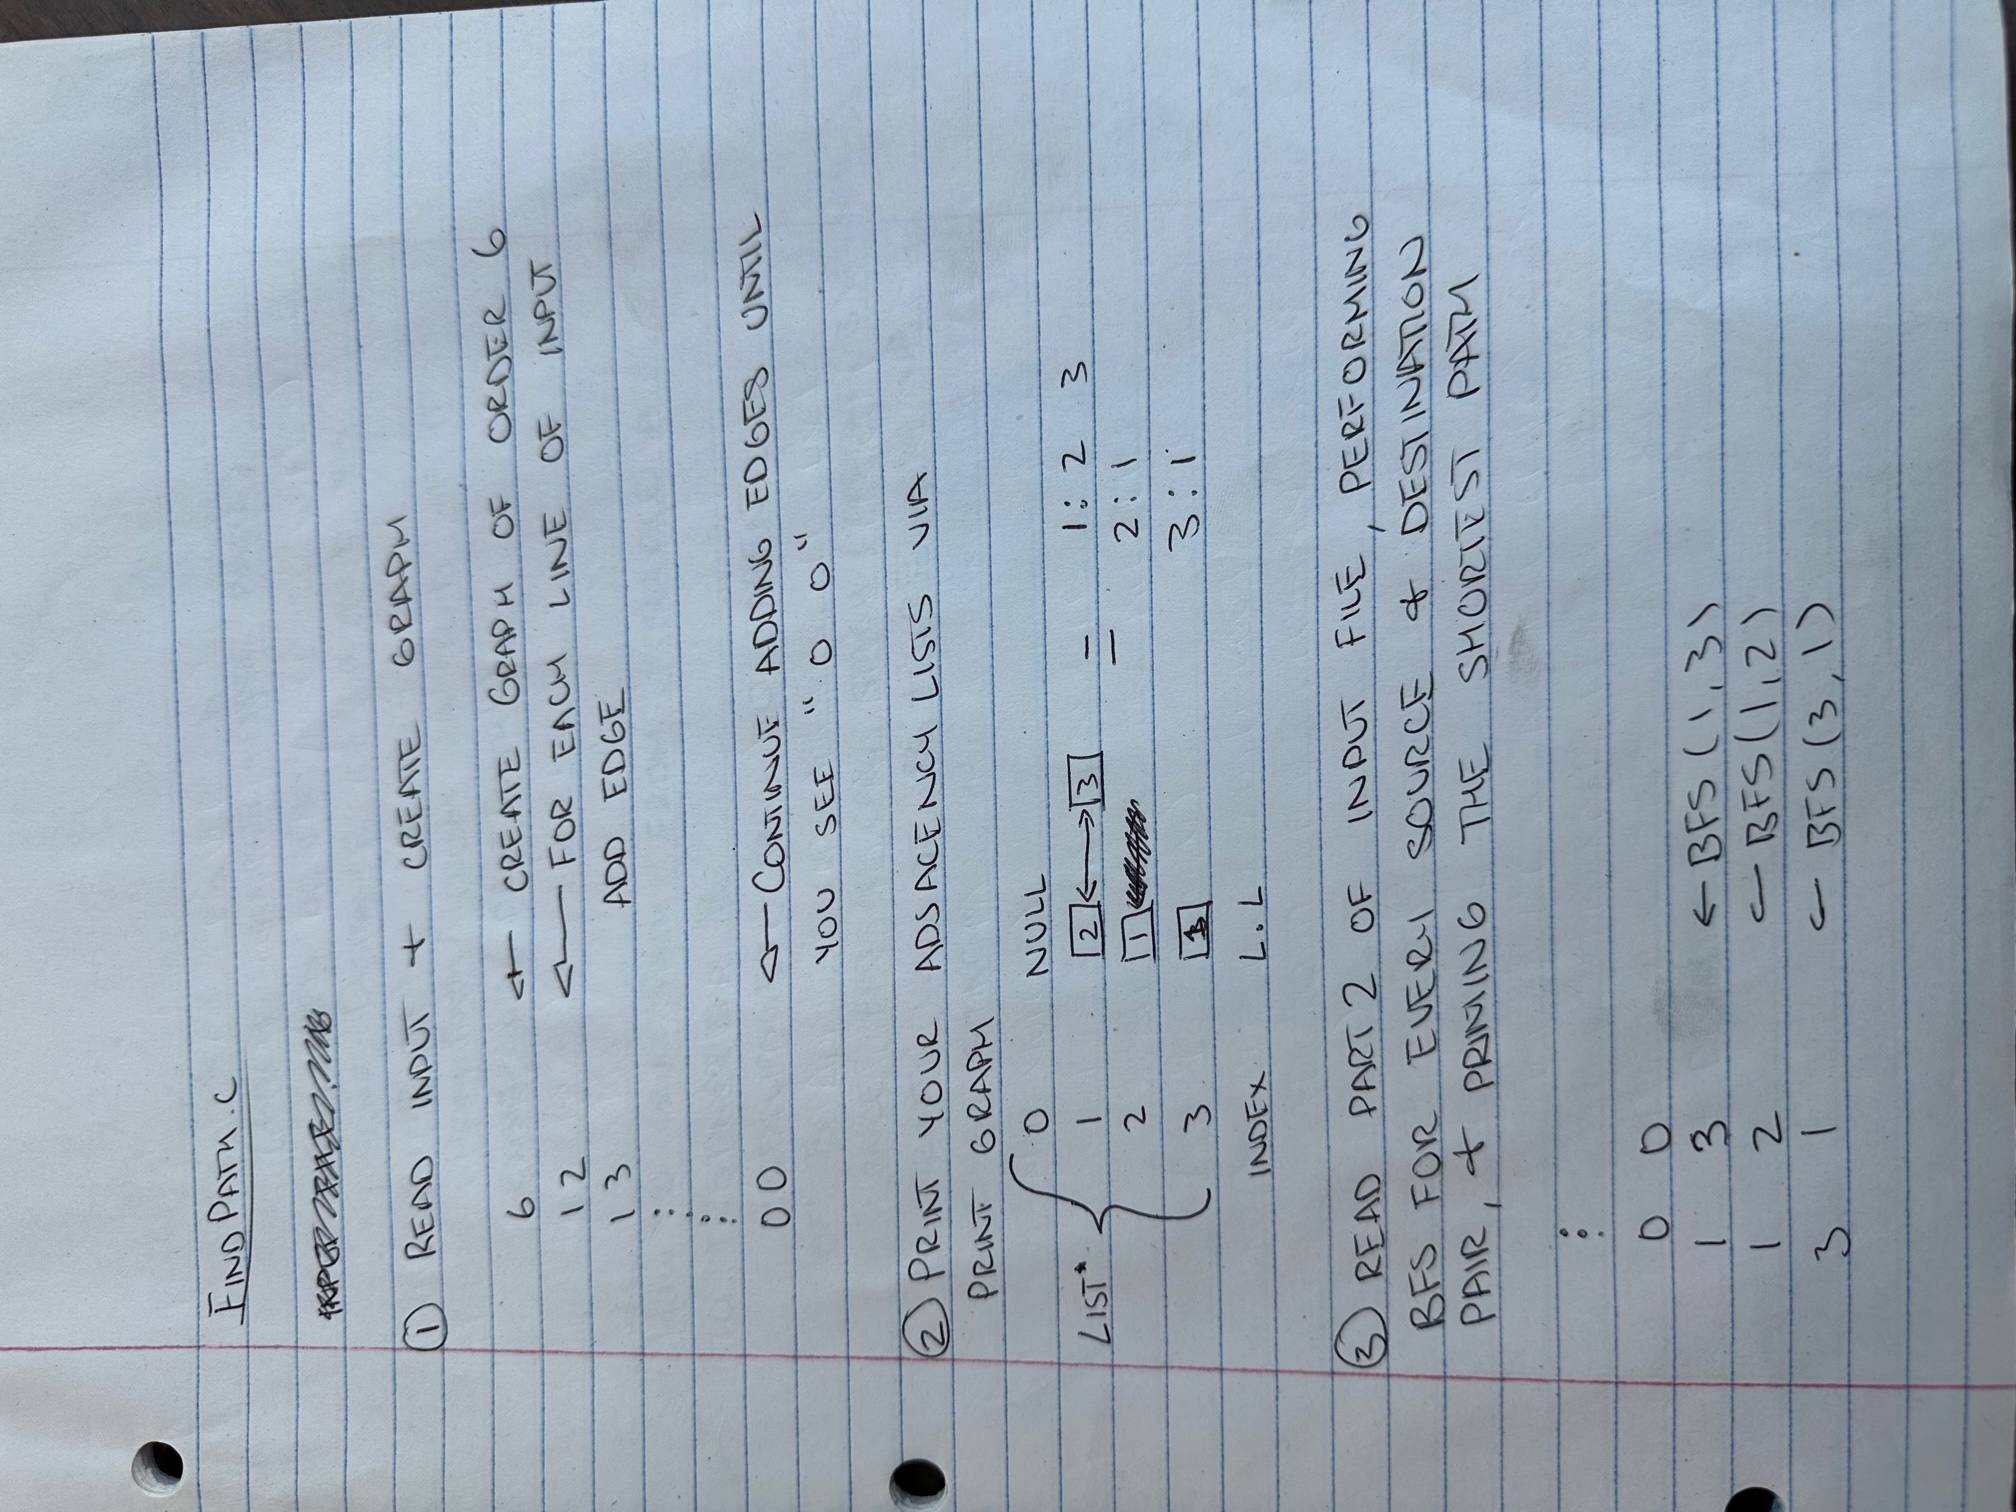 FINDPATH.C
① READ INPUT + CREATE GRAPH
6 ← CREATE GRAPH OF ORDER 6
1 2 ← FOR EACH LINE OF INPUT
1 3 ADD EDGE
⋮
⋮
0 0 ← CONTINUE ADDING EDGES UNTIL
YOU SEE "0 0"
② PRINT YOUR ADJACENCY LISTS VIA
PRINT GRAPH
0 NULL
LIST* { 1 2 ↔ 3 = 1: 2 3
2 1 2: 1
3 1 3: 1
INDEX L.L
③ READ PART 2 OF INPUT FILE, PERFORMING
BFS FOR EVERY SOURCE & DESTINATION
PAIR, + PRINTING THE SHORTEST PATH
⋮
0 0
1 3 ← BFS(1,3)
1 2 ← BFS(1,2)
3 1 ← BFS(3,1)